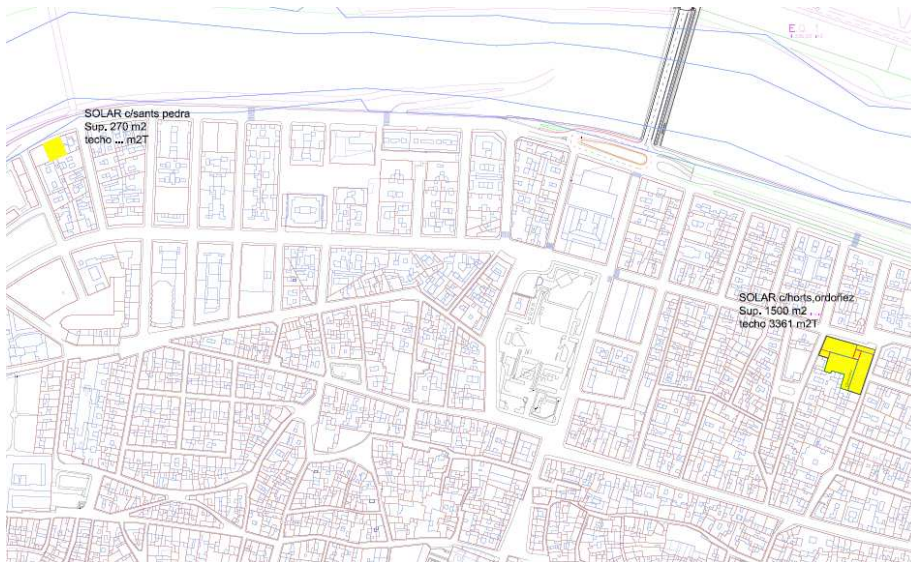 SOLAR c/sants pedra
Sup. 270 m2
techo ... m2T
SOLAR c/horts,ordoñez
Sup. 1500 m2
techo 3361 m2T